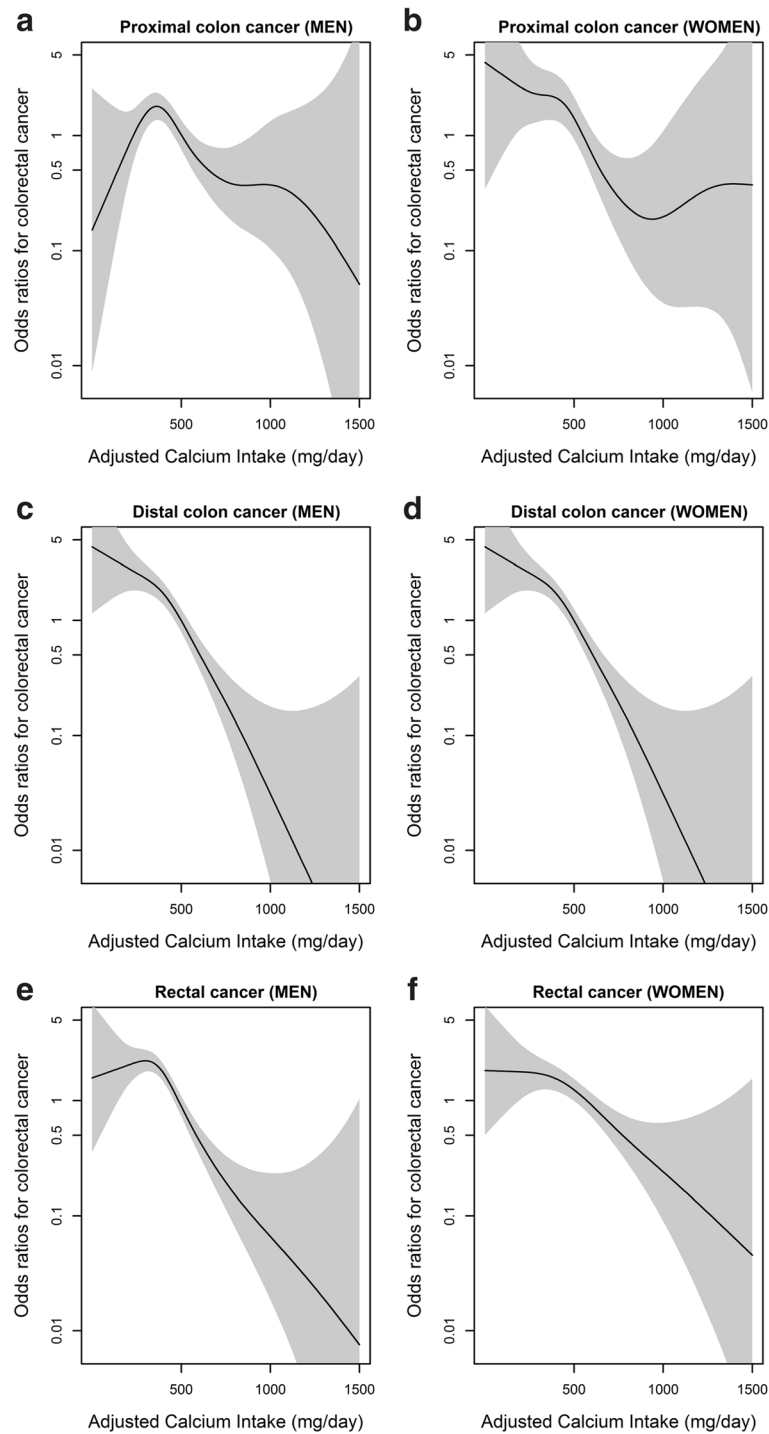 a
Proximal colon cancer (MEN)
Odds ratios for colorectal cancer
5
1
0.5
0.1
0.01
500 1000 1500
Adjusted Calcium Intake (mg/day)
b
Proximal colon cancer (WOMEN)
Odds ratios for colorectal cancer
5
1
0.5
0.1
0.01
500 1000 1500
Adjusted Calcium Intake (mg/day)
c
Distal colon cancer (MEN)
Odds ratios for colorectal cancer
5
1
0.5
0.1
0.01
500 1000 1500
Adjusted Calcium Intake (mg/day)
d
Distal colon cancer (WOMEN)
Odds ratios for colorectal cancer
5
1
0.5
0.1
0.01
500 1000 1500
Adjusted Calcium Intake (mg/day)
e
Rectal cancer (MEN)
Odds ratios for colorectal cancer
5
1
0.5
0.1
0.01
500 1000 1500
Adjusted Calcium Intake (mg/day)
f
Rectal cancer (WOMEN)
Odds ratios for colorectal cancer
5
1
0.5
0.1
0.01
500 1000 1500
Adjusted Calcium Intake (mg/day)